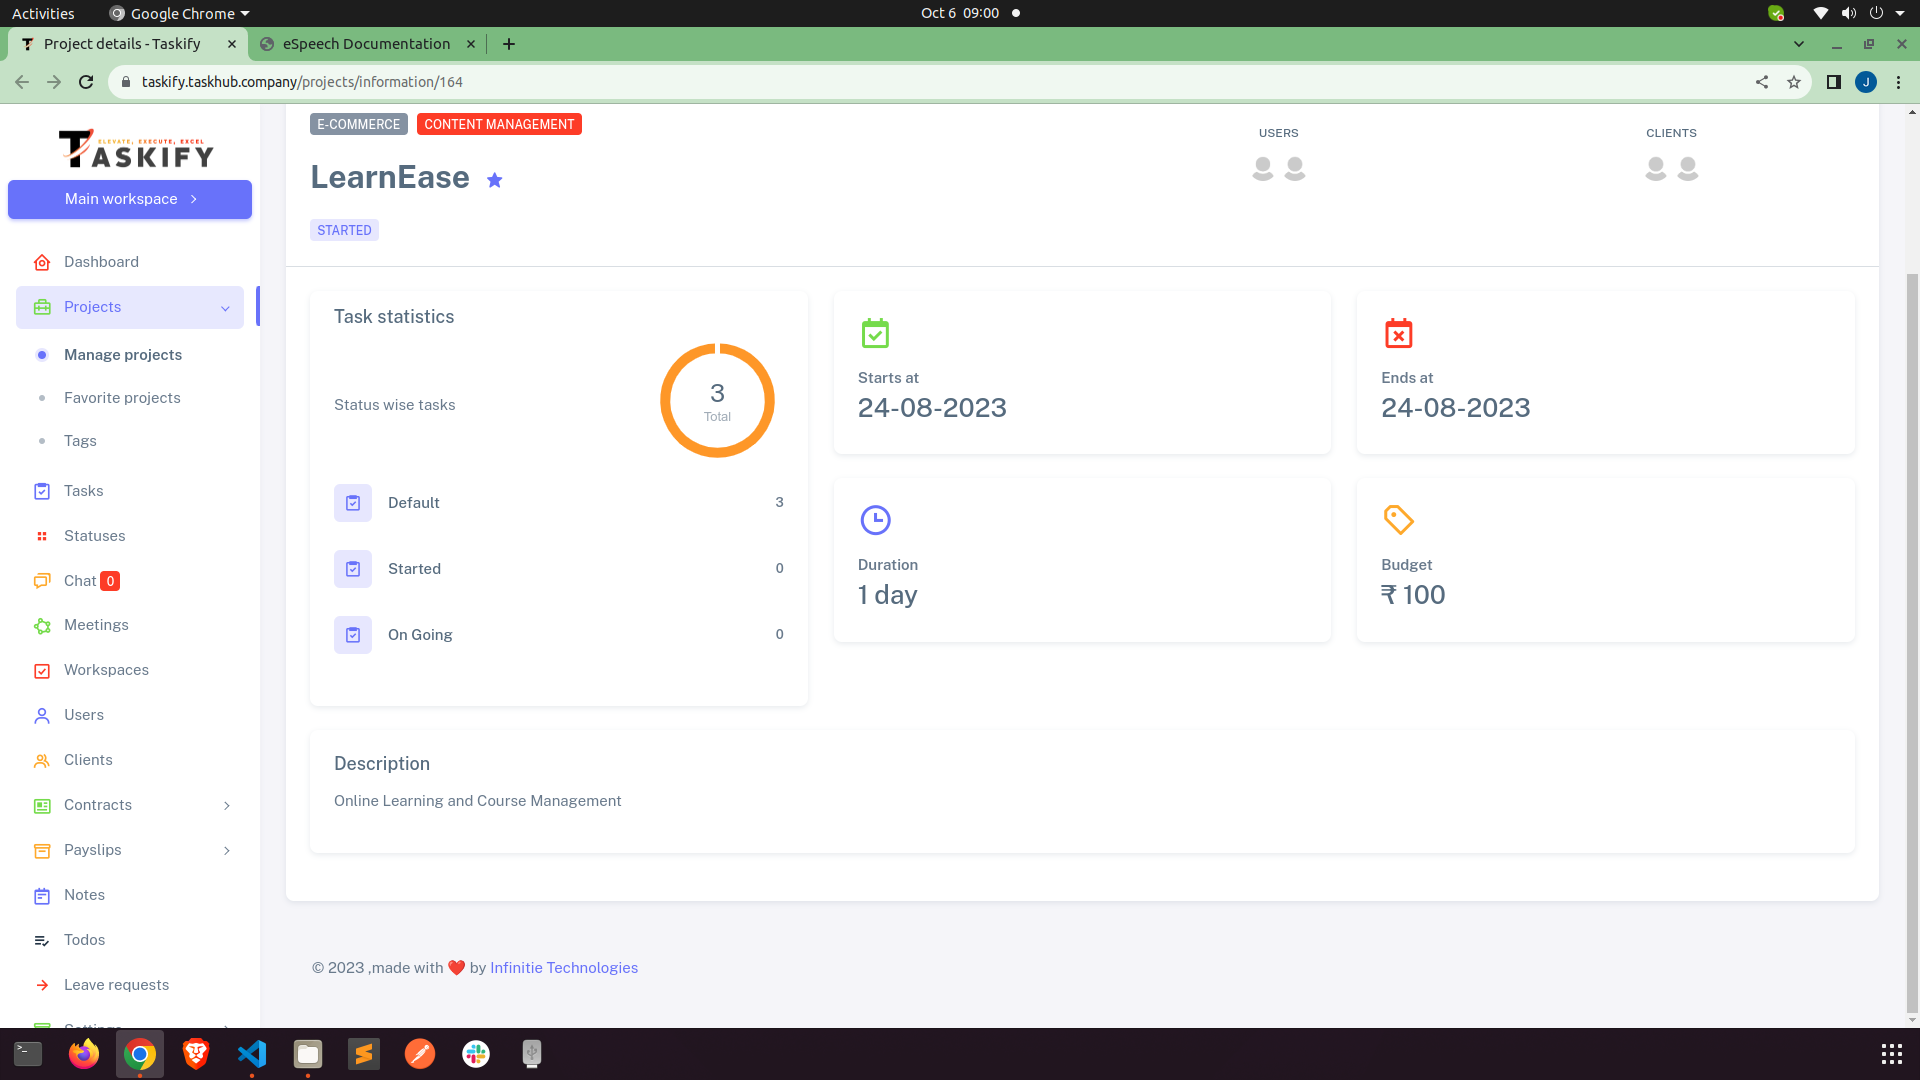 Activities
Google Chrome
Oct 6 09:00
Project details - Taskify
eSpeech Documentation
taskify.taskhub.company/projects/information/164
J
ELEVATE, EXECUTE, EXCEL
TASKIFY
Main workspace
Dashboard
Projects
Manage projects
Favorite projects
Tags
Tasks
Statuses
Chat 0
Meetings
Workspaces
Users
Clients
Contracts
Payslips
Notes
Todos
Leave requests
Settings
E-COMMERCE CONTENT MANAGEMENT
USERS
CLIENTS
LearnEase
STARTED
Task statistics
Status wise tasks
3
Total
Default 3
Started 0
On Going 0
Starts at
24-08-2023
Ends at
24-08-2023
Duration
1 day
Budget
₹ 100
Description
Online Learning and Course Management
© 2023 ,made with ❤️ by Infinitie Technologies